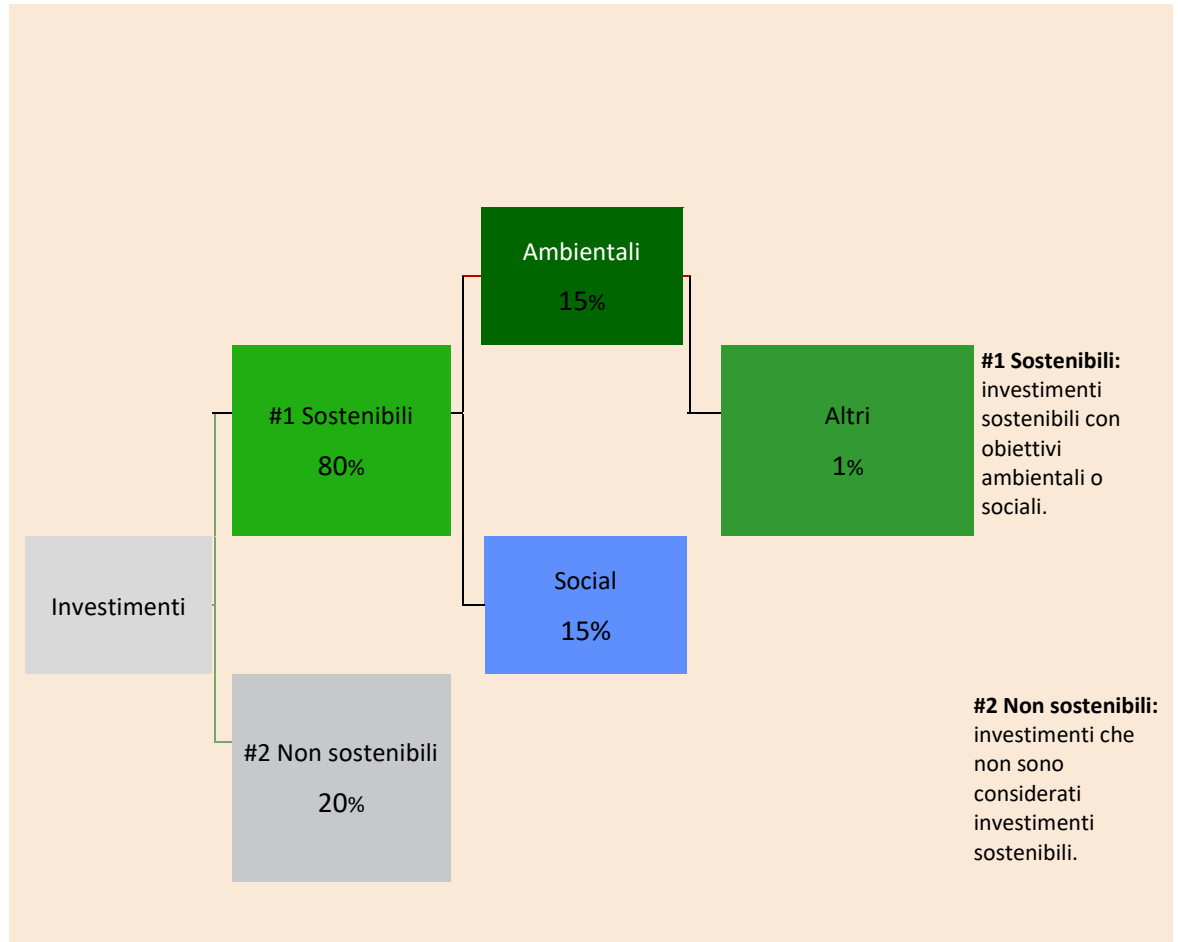 Ambientali
15%
#1 Sostenibili
80%
Altri
1%
#1 Sostenibili:
investimenti
sostenibili con
obiettivi
ambientali o
sociali.
Investimenti
Social
15%
#2 Non sostenibili
20%
#2 Non sostenibili:
investimenti che
non sono
considerati
investimenti
sostenibili.